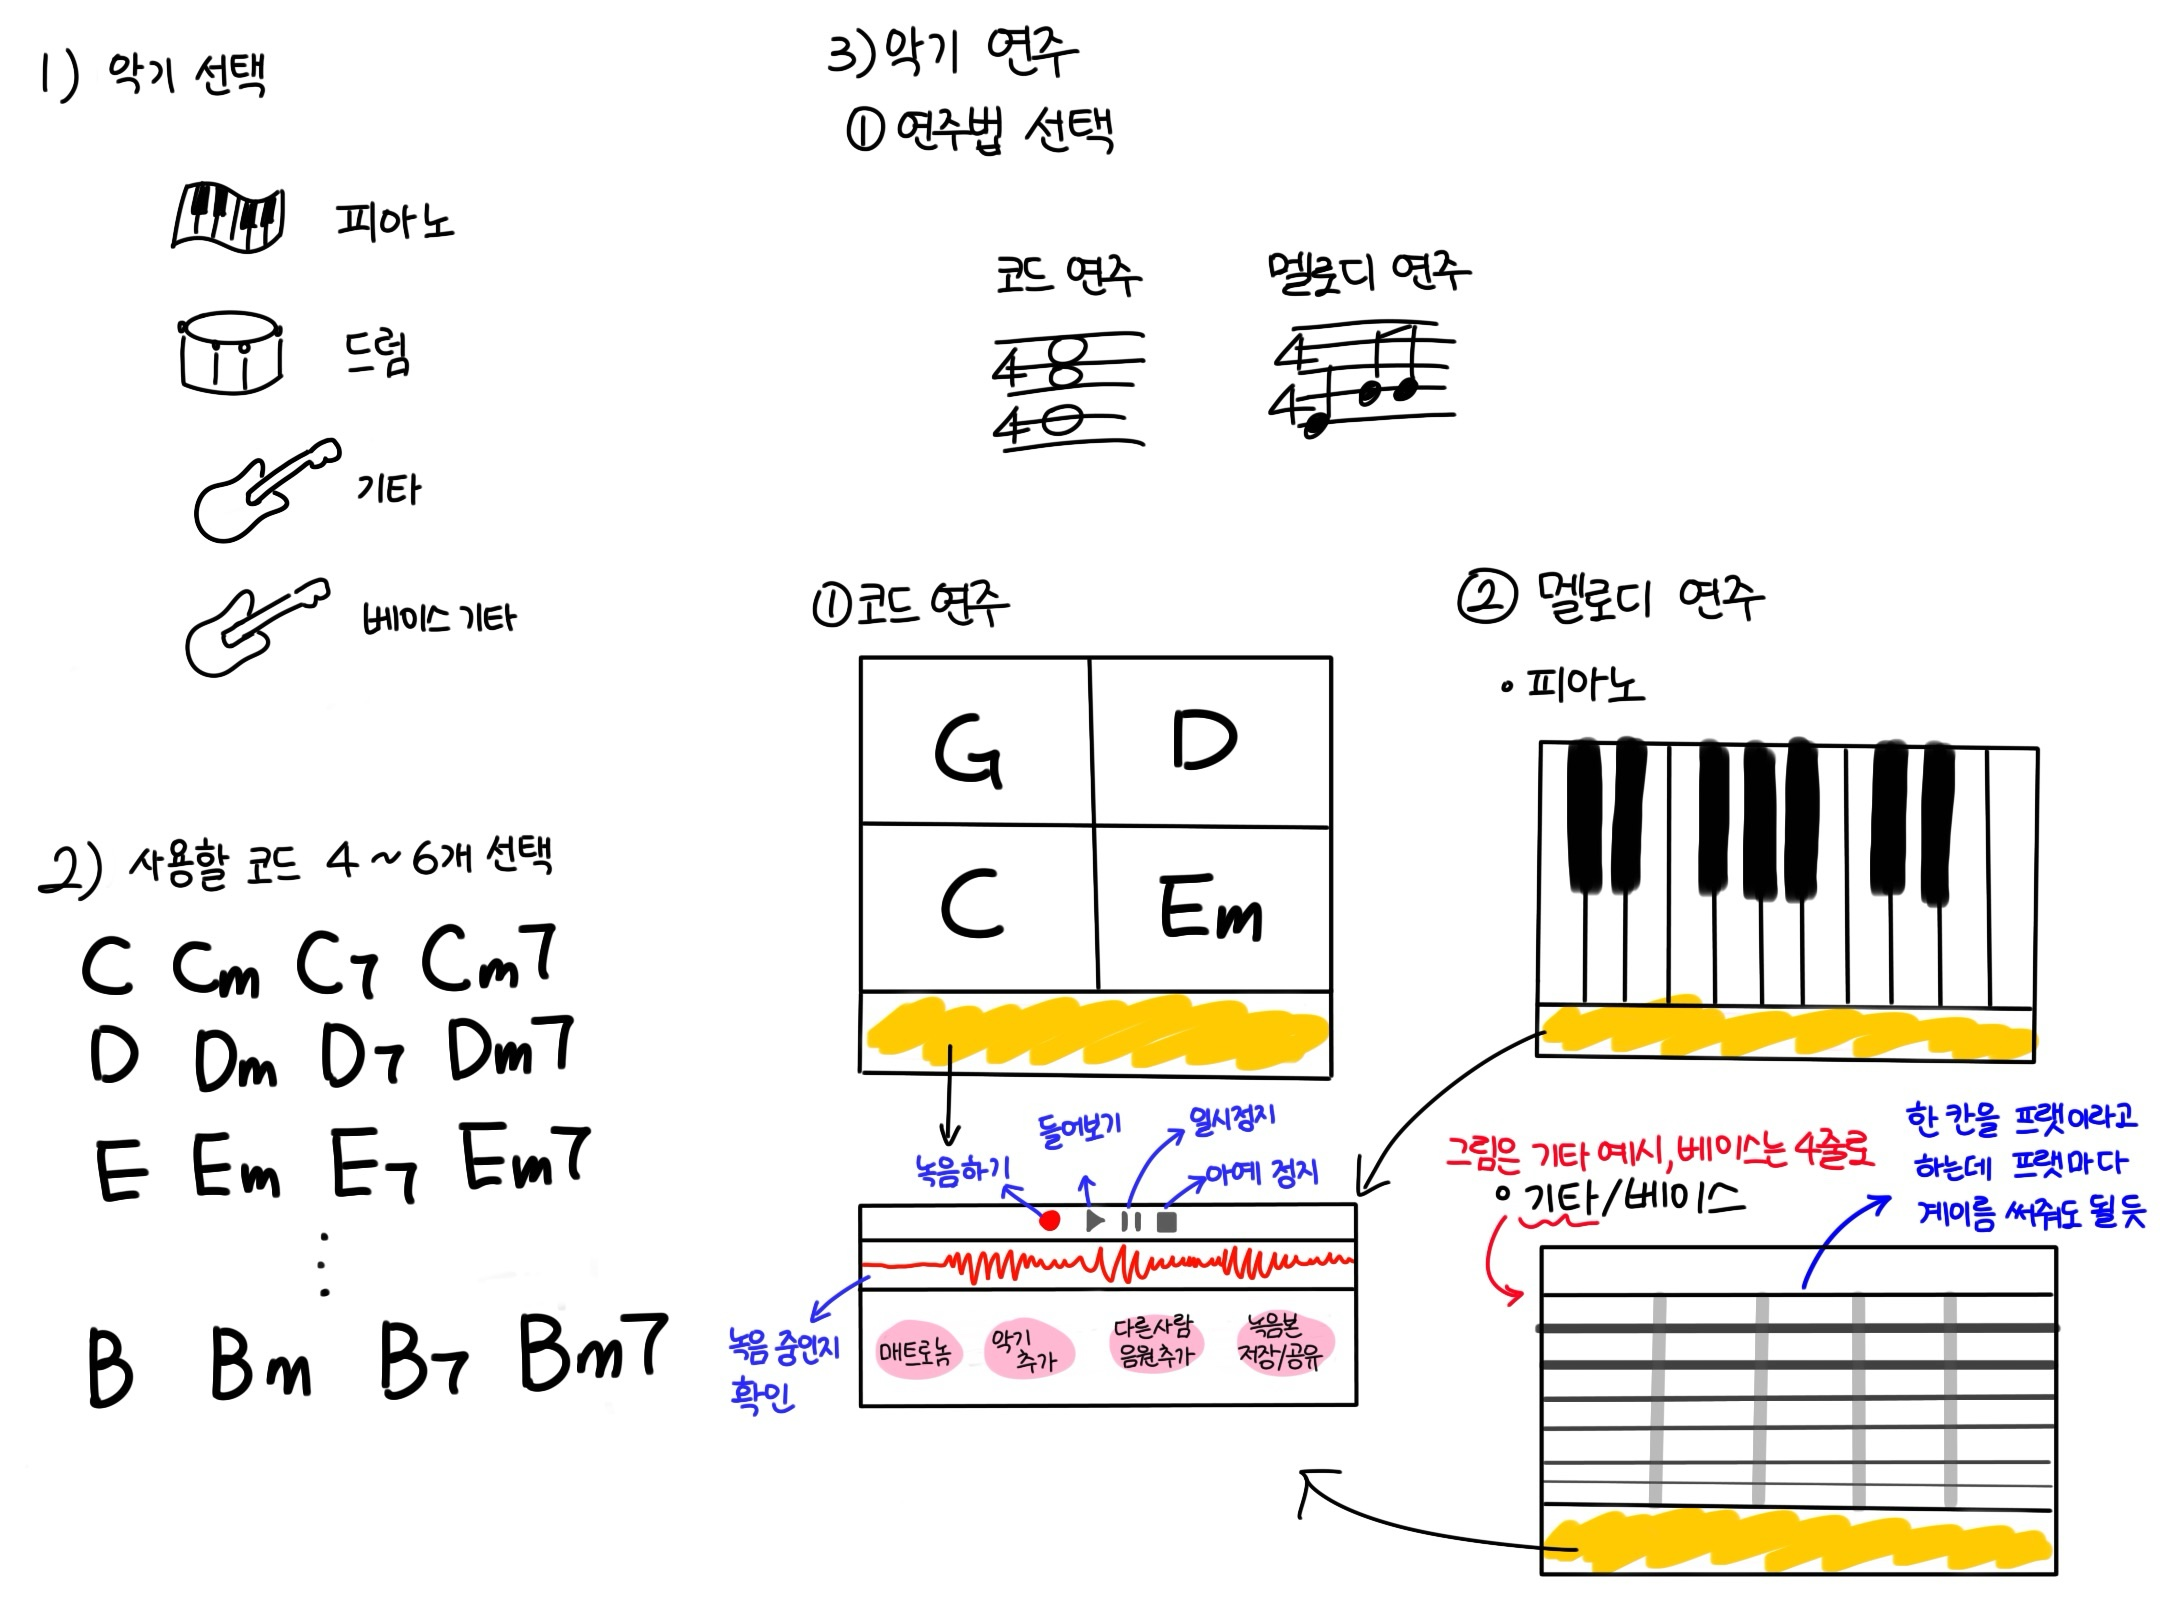 1) 악기 선택
피아노
드럼
기타
베이스 기타
2) 사용할 코드 4~6개 선택
C Cm C7 Cm7
D Dm D7 Dm7
E Em E7 Em7
⋮
B Bm B7 Bm7
3) 악기 연주
① 연주법 선택
코드 연주
4
4
멜로디 연주
4
4
① 코드 연주
G D
C Em
녹음하기
들어보기
일시정지
아예 정지
녹음 중인지
확인
매트로놈
악기
추가
다른사람
음원추가
녹음본
저장/공유
② 멜로디 연주
• 피아노
그림은 기타 예시, 베이스는 4줄로
• 기타/베이스
한 칸을 프랫이라고
하는데 프랫마다
계이름 써줘도 될 듯